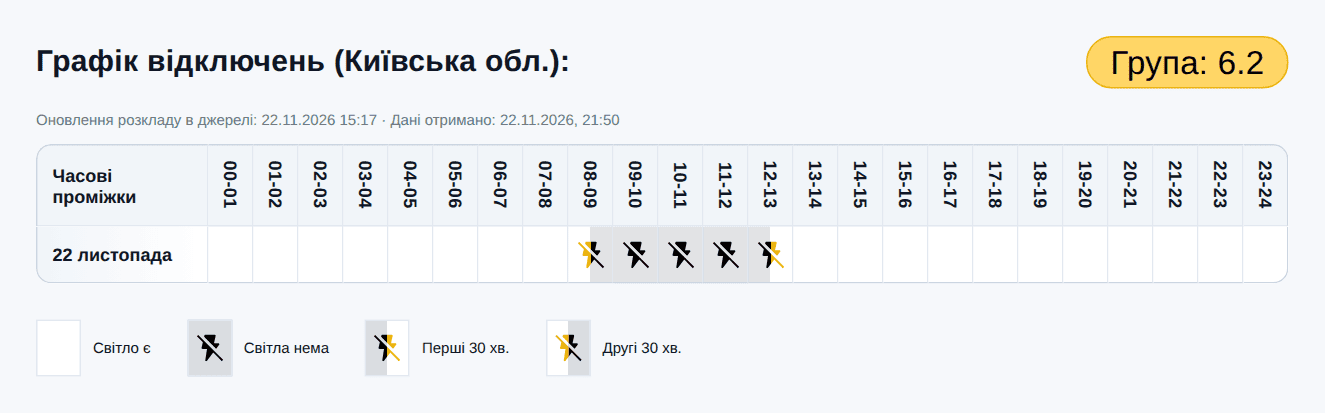 Графік відключень (Київська обл.):
Група: 6.2
Оновлення розкладу в джерелі: 22.11.2026 15:17 · Дані отримано: 22.11.2026, 21:50
Часові
проміжки
00-01 01-02 02-03 03-04 04-05 05-06 06-07 07-08 08-09 09-10 10-11 11-12 12-13 13-14 14-15 15-16 16-17 17-18 18-19 19-20 20-21 21-22 22-23 23-24
22 листопада
Світло є
Світла нема
Перші 30 хв.
Другі 30 хв.